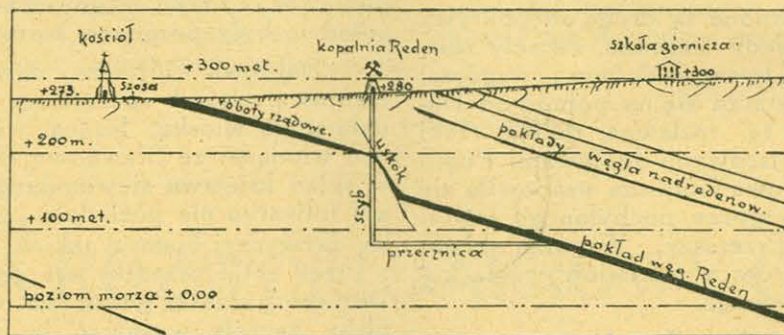 kościół
kopalnia Reden
szkoła górnicza
+300 met.
+300
+273.
szosa
+280
roboty rządowe.
+200 m.
uskok
pokłady węgla nadredenow.
szyb
+100 met.
przecznica
pokład węg. Reden
poziom morza ± 0,00